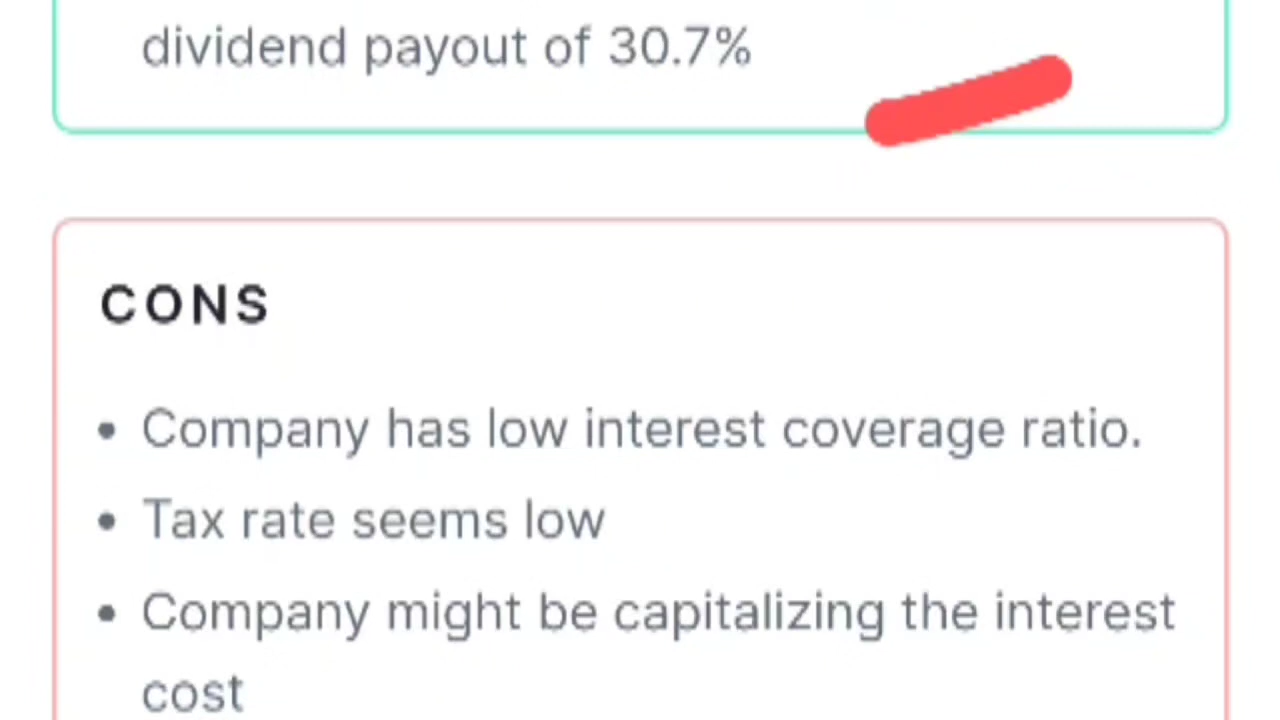 dividend payout of 30.7%
CONS
• Company has low interest coverage ratio.
• Tax rate seems low
• Company might be capitalizing the interest
cost